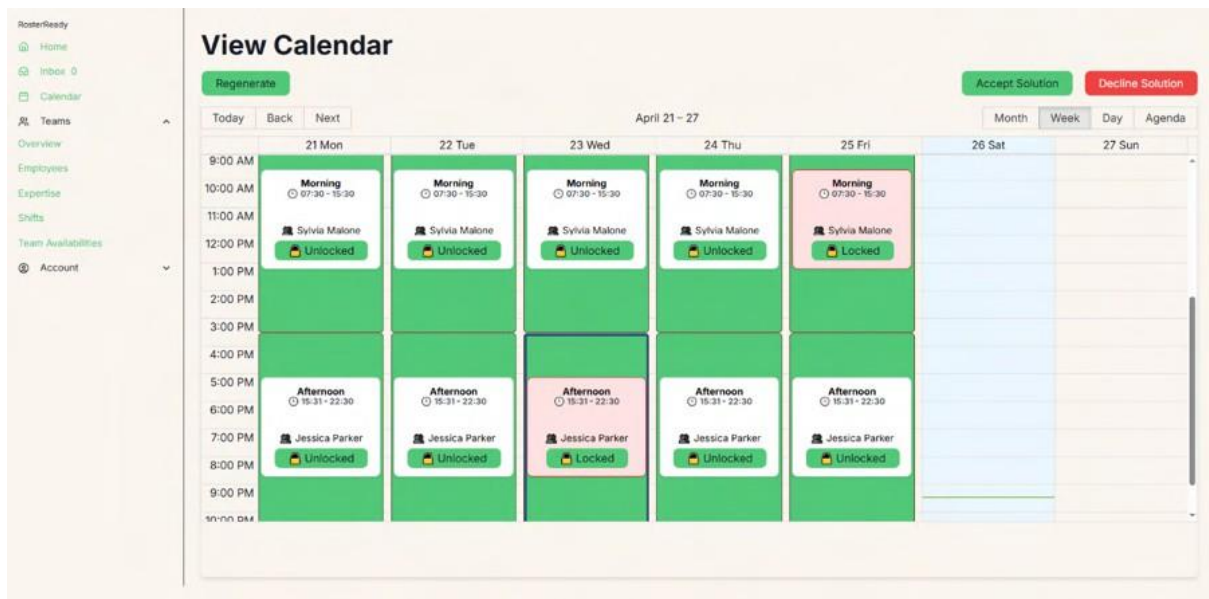 RosterReady
Home
Inbox 0
Calendar
Teams
Overview
Employees
Expertise
Shifts
Team Availabilities
Account
View Calendar
Regenerate
Accept Solution
Decline Solution
Today Back Next
April 21 – 27
Month Week Day Agenda
21 Mon 22 Tue 23 Wed 24 Thu 25 Fri 26 Sat 27 Sun
9:00 AM
10:00 AM
11:00 AM
12:00 PM
1:00 PM
2:00 PM
3:00 PM
4:00 PM
5:00 PM
6:00 PM
7:00 PM
8:00 PM
9:00 PM
10:00 PM
Morning Morning Morning Morning Morning
07:30 - 15:30 07:30 - 15:30 07:30 - 15:30 07:30 - 15:30 07:30 - 15:30
Sylvia Malone Sylvia Malone Sylvia Malone Sylvia Malone Sylvia Malone
Unlocked Unlocked Unlocked Unlocked Locked
Afternoon Afternoon Afternoon Afternoon Afternoon
15:31 - 22:30 15:31 - 22:30 15:31 - 22:30 15:31 - 22:30 15:31 - 22:30
Jessica Parker Jessica Parker Jessica Parker Jessica Parker Jessica Parker
Unlocked Unlocked Locked Unlocked Unlocked